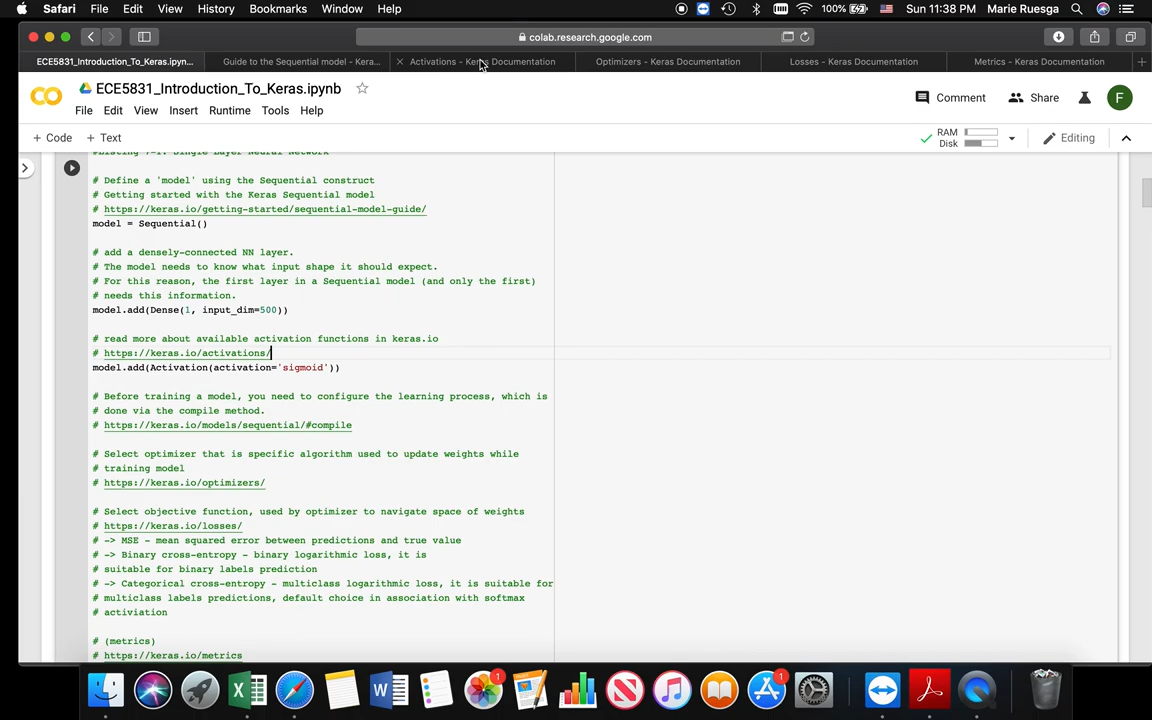 Safari File Edit View History Bookmarks Window Help 100% Sun 11:38 PM Marie Ruesga
colab.research.google.com
ECE5831_Introduction_To_Keras.ipyn... Guide to the Sequential model - Kera... Activations - Keras Documentation Optimizers - Keras Documentation Losses - Keras Documentation Metrics - Keras Documentation
ECE5831_Introduction_To_Keras.ipynb
Comment Share F
File Edit View Insert Runtime Tools Help
+ Code + Text RAM Disk Editing
#Listing 7-1: Single Layer Neural Network
# Define a 'model' using the Sequential construct
# Getting started with the Keras Sequential model
# https://keras.io/getting-started/sequential-model-guide/
model = Sequential()
# add a densely-connected NN layer.
# The model needs to know what input shape it should expect.
# For this reason, the first layer in a Sequential model (and only the first)
# needs this information.
model.add(Dense(1, input_dim=500))
# read more about available activation functions in keras.io
# https://keras.io/activations/
model.add(Activation(activation='sigmoid'))
# Before training a model, you need to configure the learning process, which is
# done via the compile method.
# https://keras.io/models/sequential/#compile
# Select optimizer that is specific algorithm used to update weights while
# training model
# https://keras.io/optimizers/
# Select objective function, used by optimizer to navigate space of weights
# https://keras.io/losses/
# -> MSE - mean squared error between predictions and true value
# -> Binary cross-entropy - binary logarithmic loss, it is
# suitable for binary labels prediction
# -> Categorical cross-entropy - multiclass logarithmic loss, it is suitable for
# multiclass labels predictions, default choice in association with softmax
# activiation
# (metrics)
# https://keras.io/metrics
1 1